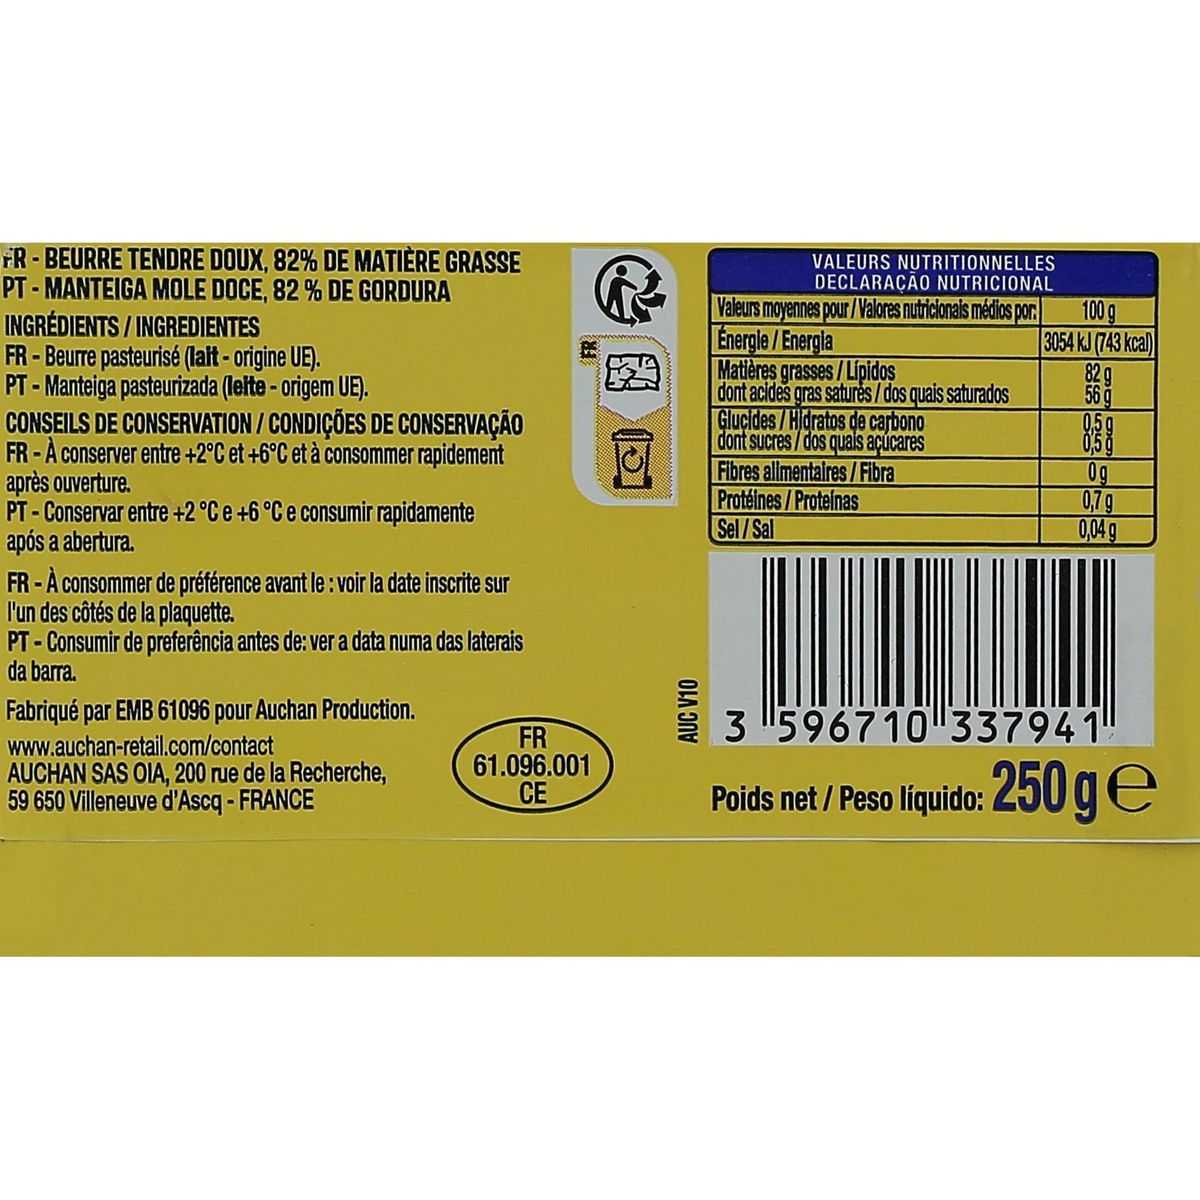 FR - BEURRE TENDRE DOUX, 82% DE MATIÈRE GRASSE
PT - MANTEIGA MOLE DOCE, 82 % DE GORDURA
INGRÉDIENTS / INGREDIENTES
FR - Beurre pasteurisé (lait - origine UE).
PT - Manteiga pasteurizada (leite - origem UE).
CONSEILS DE CONSERVATION / CONDIÇÕES DE CONSERVAÇÃO
FR - À conserver entre +2°C et +6°C et à consommer rapidement
après ouverture.
PT - Conservar entre +2 °C e +6 °C e consumir rapidamente
após a abertura.
FR - À consommer de préférence avant le : voir la date inscrite sur
l'un des côtés de la plaquette.
PT - Consumir de preferência antes de: ver a data numa das laterais
da barra.
Fabriqué par EMB 61096 pour Auchan Production.
www.auchan-retail.com/contact
AUCHAN SAS OIA, 200 rue de la Recherche,
59 650 Villeneuve d'Ascq - FRANCE
FR
61.096.001
CE
FR
VALEURS NUTRITIONNELLES
DECLARAÇÃO NUTRICIONAL
Valeurs moyennes pour / Valores nutricionais médios por: 100 g
Énergie / Energia 3054 kJ (743 kcal)
Matières grasses / Lípidos 82 g
dont acides gras saturés / dos quais saturados 56 g
Glucides / Hidratos de carbono 0,5 g
dont sucres / dos quais açúcares 0,5 g
Fibres alimentaires / Fibra 0 g
Protéines / Proteínas 0,7 g
Sel / Sal 0,04 g
AUC V10
3 596710 337941
Poids net / Peso líquido: 250 g e